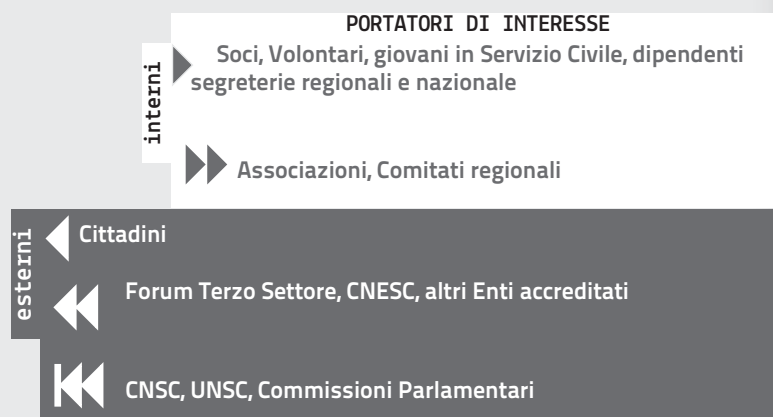 PORTATORI DI INTERESSE
interni
Soci, Volontari, giovani in Servizio Civile, dipendenti
segreterie regionali e nazionale
Associazioni, Comitati regionali
esterni
Cittadini
Forum Terzo Settore, CNESC, altri Enti accreditati
CNSC, UNSC, Commissioni Parlamentari